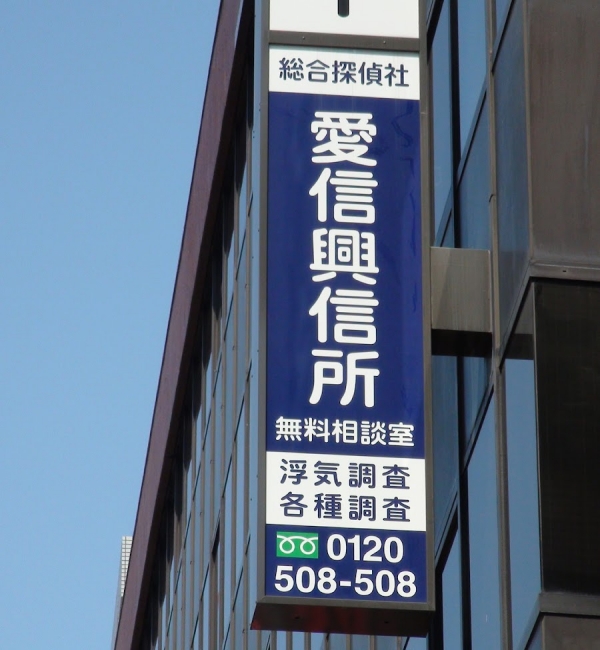 総合探偵社
愛信興信所
無料相談室
浮気調査
各種調査
0120
508-508